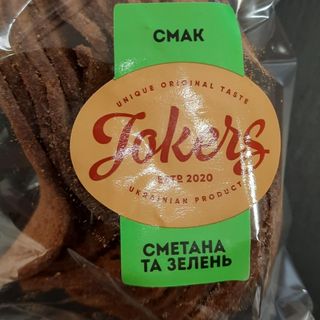 СМАК
UNIQUE ORIGINAL TASTE
Jokers
ESTD 2020
UKRAINIAN PRODUCT
СМЕТАНА
ТА ЗЕЛЕНЬ